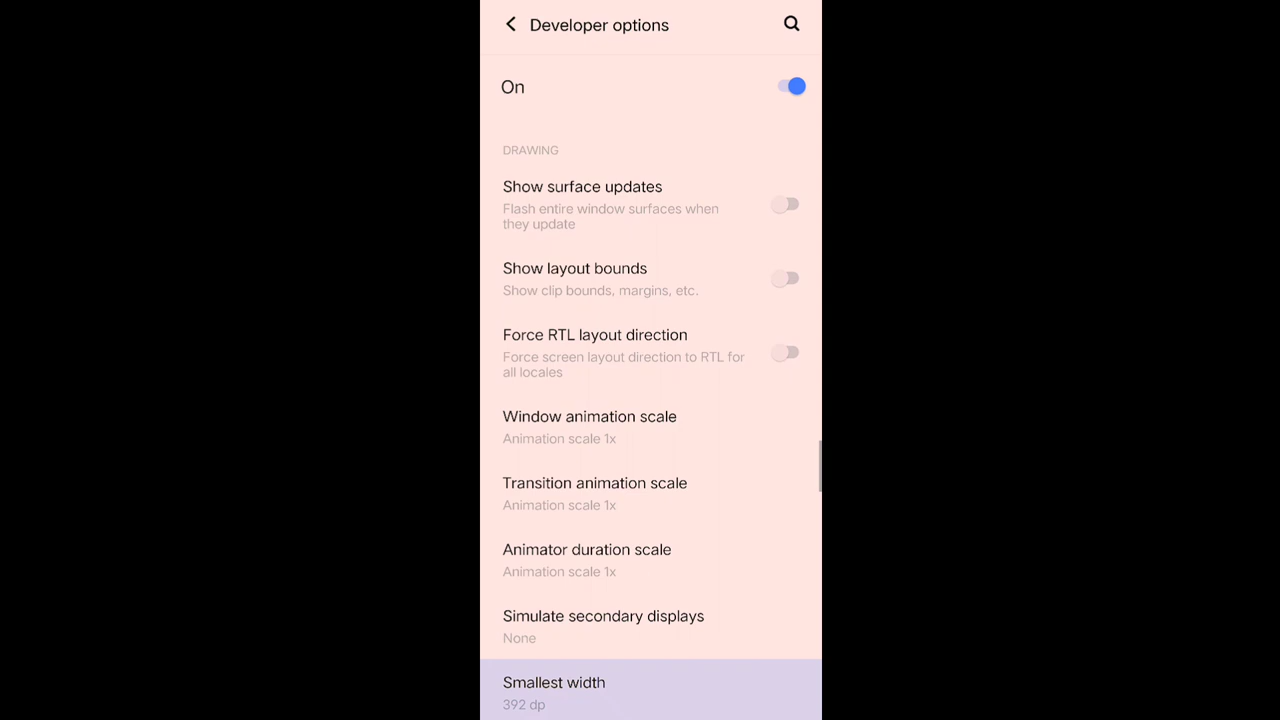 Developer options
On
DRAWING
Show surface updates
Flash entire window surfaces when
they update
Show layout bounds
Show clip bounds, margins, etc.
Force RTL layout direction
Force screen layout direction to RTL for
all locales
Window animation scale
Animation scale 1x
Transition animation scale
Animation scale 1x
Animator duration scale
Animation scale 1x
Simulate secondary displays
None
Smallest width
392 dp